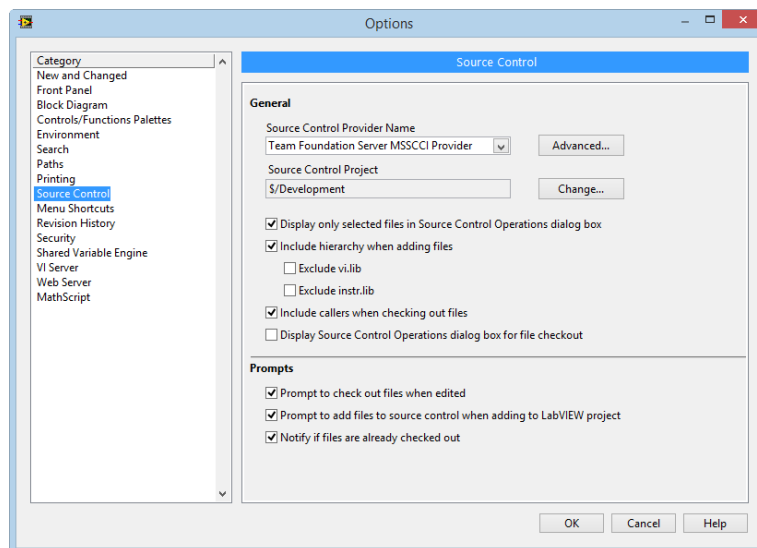 Options
Category
New and Changed
Front Panel
Block Diagram
Controls/Functions Palettes
Environment
Search
Paths
Printing
Source Control
Menu Shortcuts
Revision History
Security
Shared Variable Engine
VI Server
Web Server
MathScript
Source Control
General
Source Control Provider Name
Team Foundation Server MSSCCI Provider
Advanced...
Source Control Project
$/Development
Change...
Display only selected files in Source Control Operations dialog box
Include hierarchy when adding files
Exclude vi.lib
Exclude instr.lib
Include callers when checking out files
Display Source Control Operations dialog box for file checkout
Prompts
Prompt to check out files when edited
Prompt to add files to source control when adding to LabVIEW project
Notify if files are already checked out
OK Cancel Help